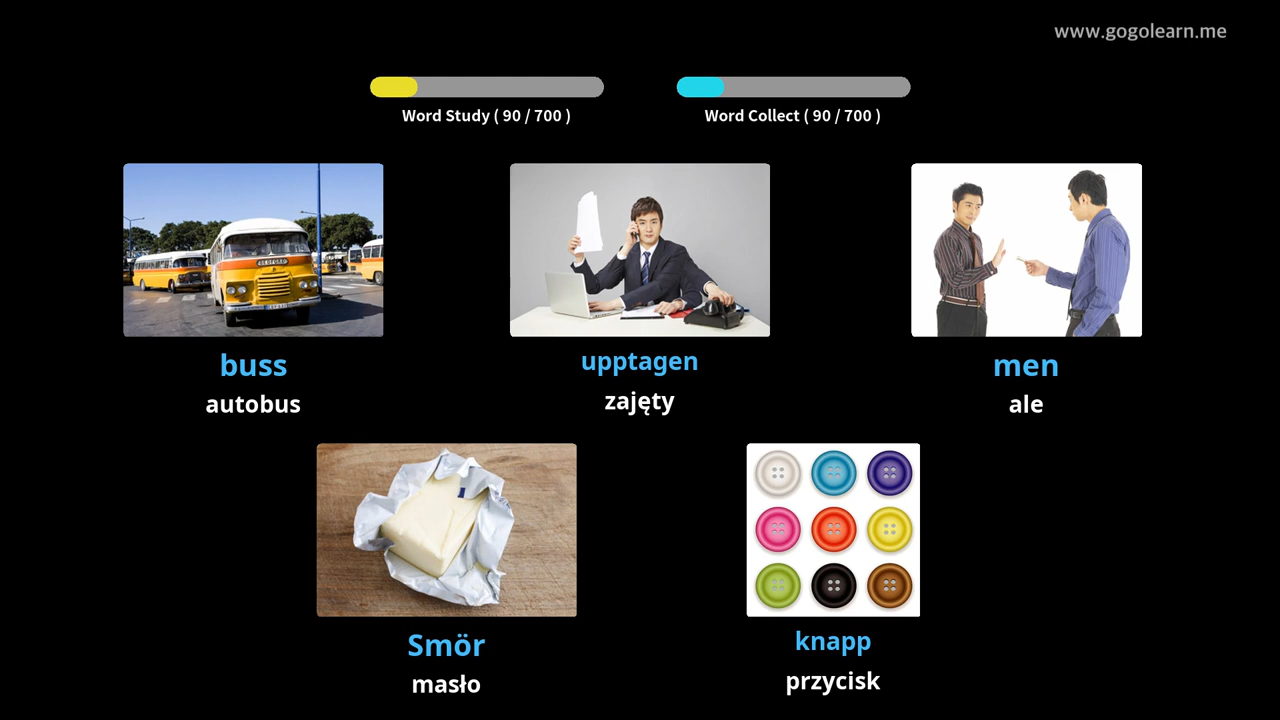 www.gogolearn.me
Word Study ( 90 / 700 )
Word Collect ( 90 / 700 )
buss
autobus
upptagen
zajęty
men
ale
Smör
masło
knapp
przycisk